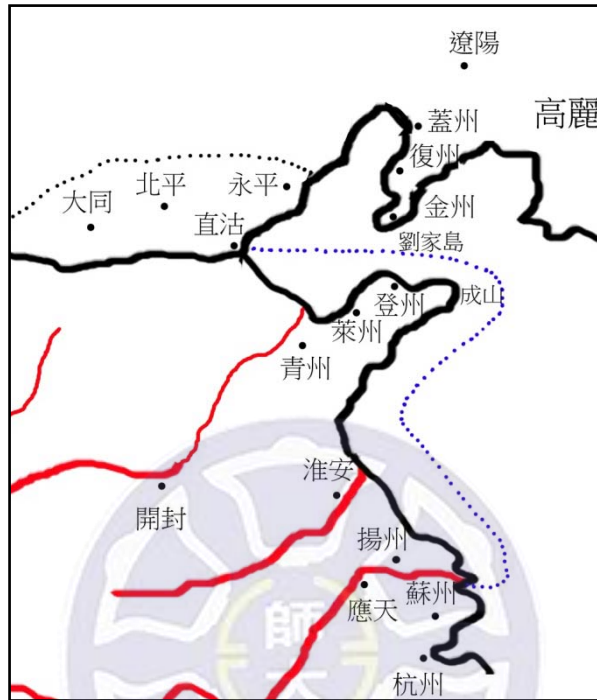 遼陽
高麗
蓋州
復州
永平
北平
大同
金州
直沽
劉家島
成山
登州
萊州
青州
淮安
開封
揚州
應天
蘇州
師
大
杭州